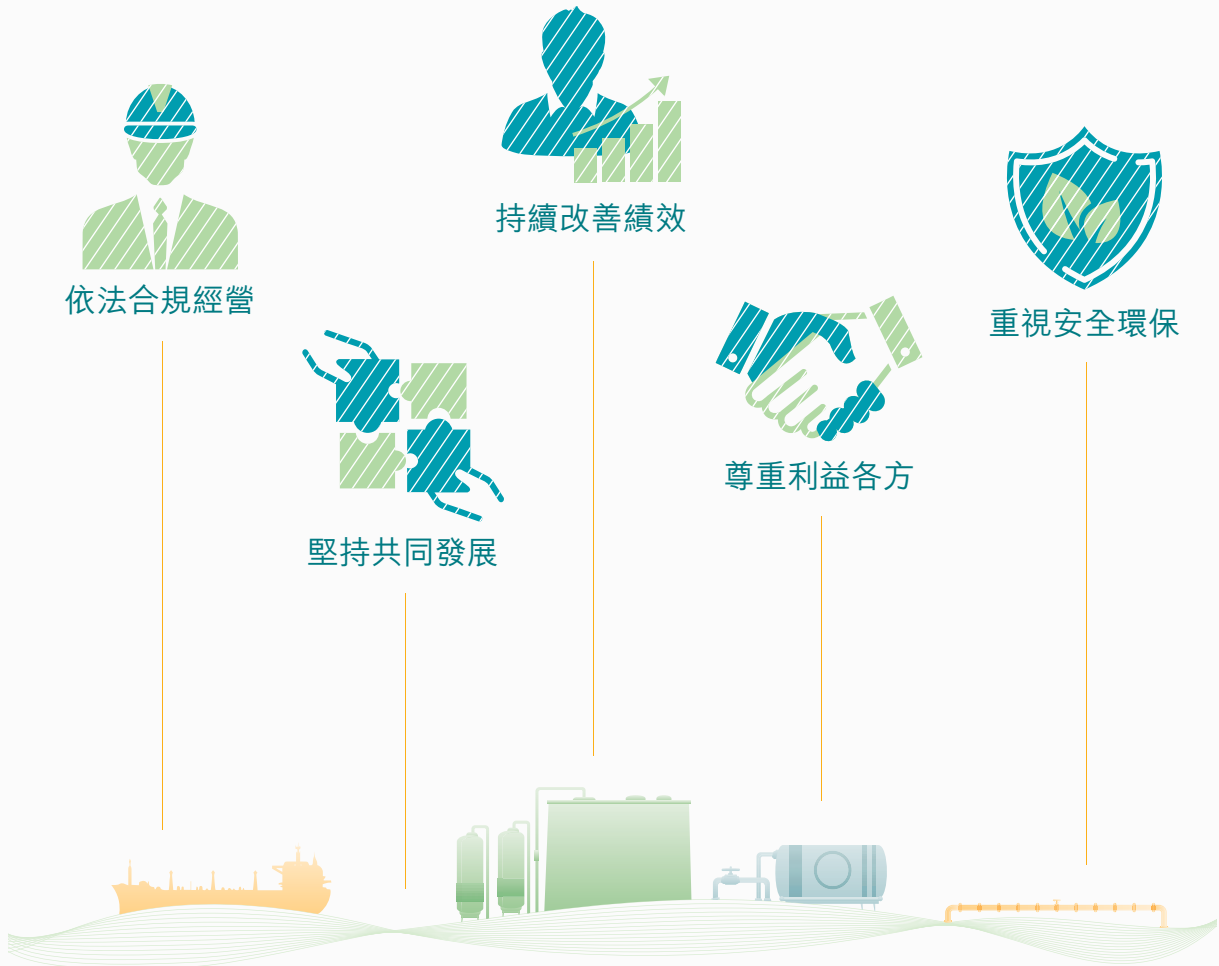 依法合規經營
堅持共同發展
持續改善績效
尊重利益各方
重視安全環保